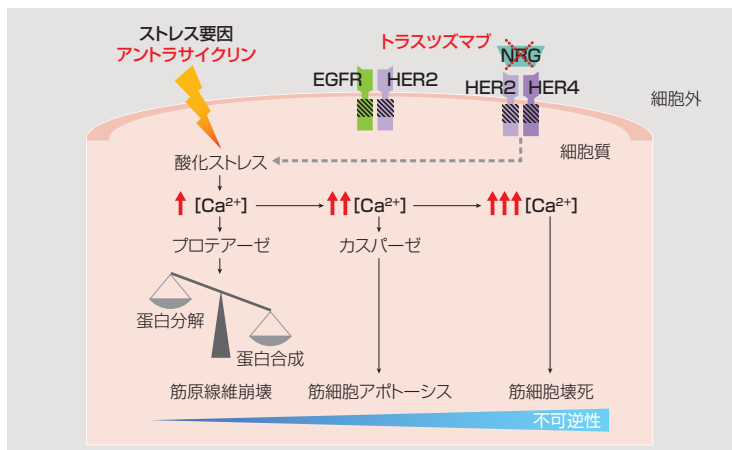 ストレス要因
アントラサイクリン
トラスツズマブ
NRG
EGFR
HER2
HER2
HER4
細胞外
細胞質
酸化ストレス
[Ca²⁺]
[Ca²⁺]
[Ca²⁺]
プロテアーゼ
カスパーゼ
蛋白分解
蛋白合成
筋原線維崩壊
筋細胞アポトーシス
筋細胞壊死
不可逆性